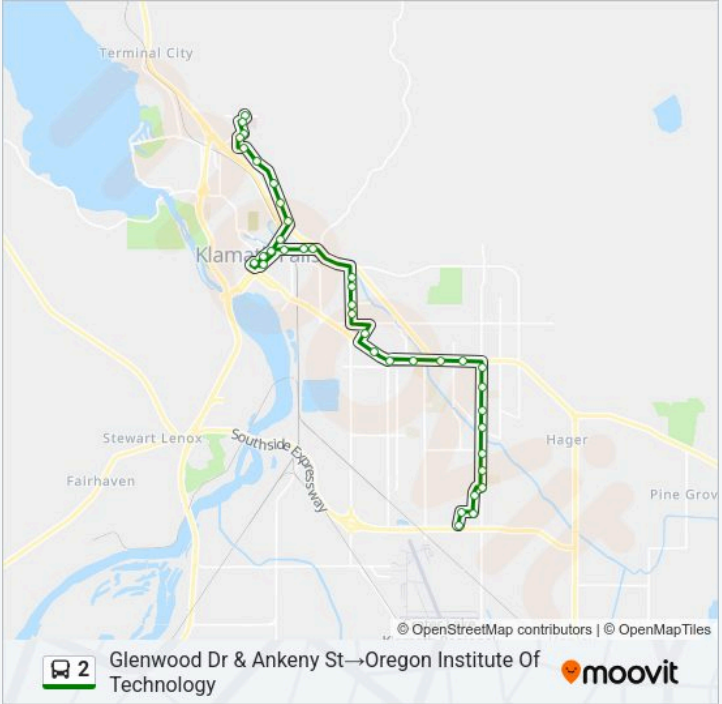 Terminal City
Klamath Falls
Stewart Lenox
Southside Expressway
Hager
Fairhaven
Pine Grov
© OpenStreetMap contributors | © OpenMapTiles
2
Glenwood Dr & Ankeny St→Oregon Institute Of
Technology
moovit